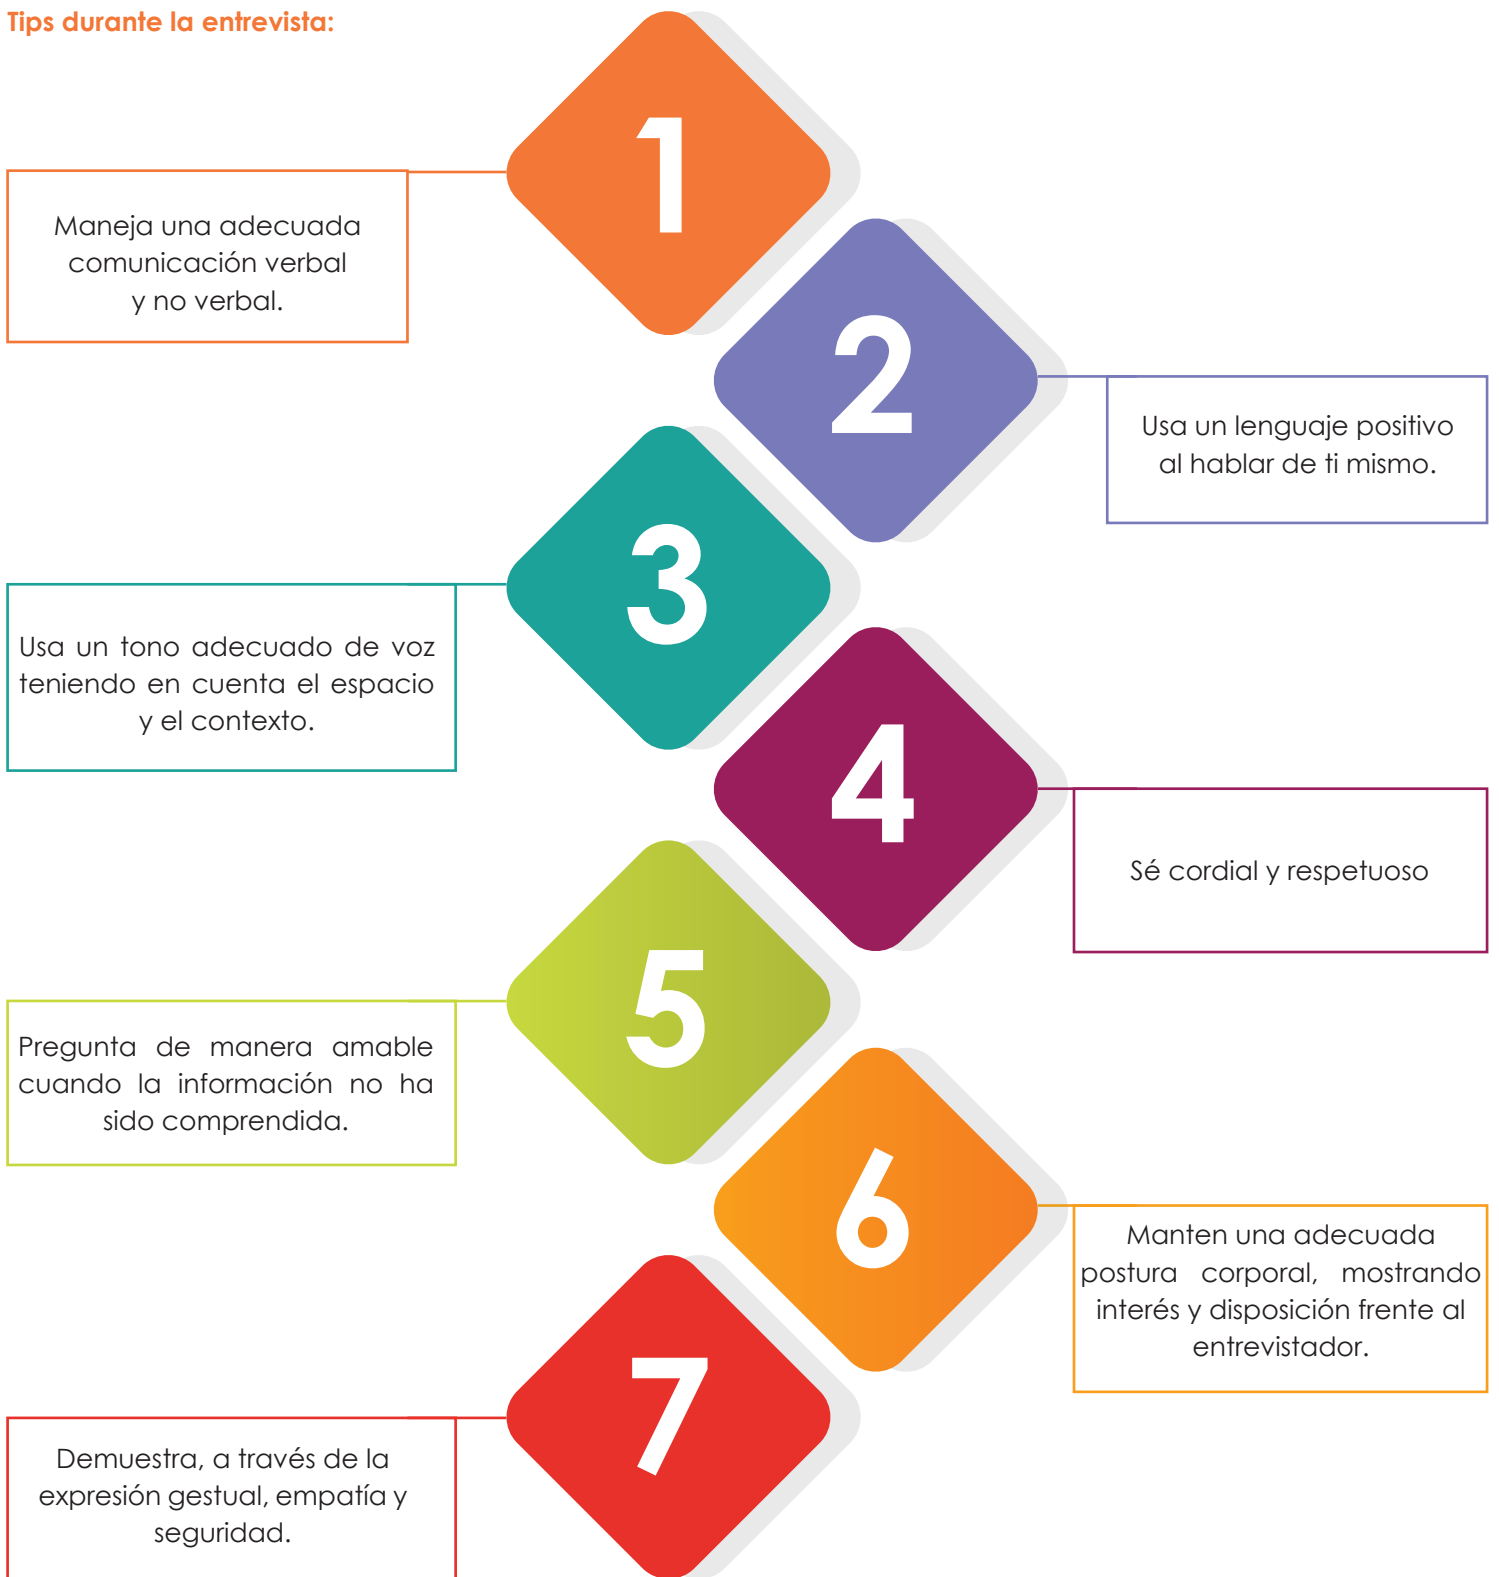 Tips durante la entrevista:
1
Maneja una adecuada
comunicación verbal
y no verbal.
2
Usa un lenguaje positivo
al hablar de ti mismo.
3
Usa un tono adecuado de voz
teniendo en cuenta el espacio
y el contexto.
4
Sé cordial y respetuoso
5
Pregunta de manera amable
cuando la información no ha
sido comprendida.
6
Manten una adecuada
postura corporal, mostrando
interés y disposición frente al
entrevistador.
7
Demuestra, a través de la
expresión gestual, empatía y
seguridad.